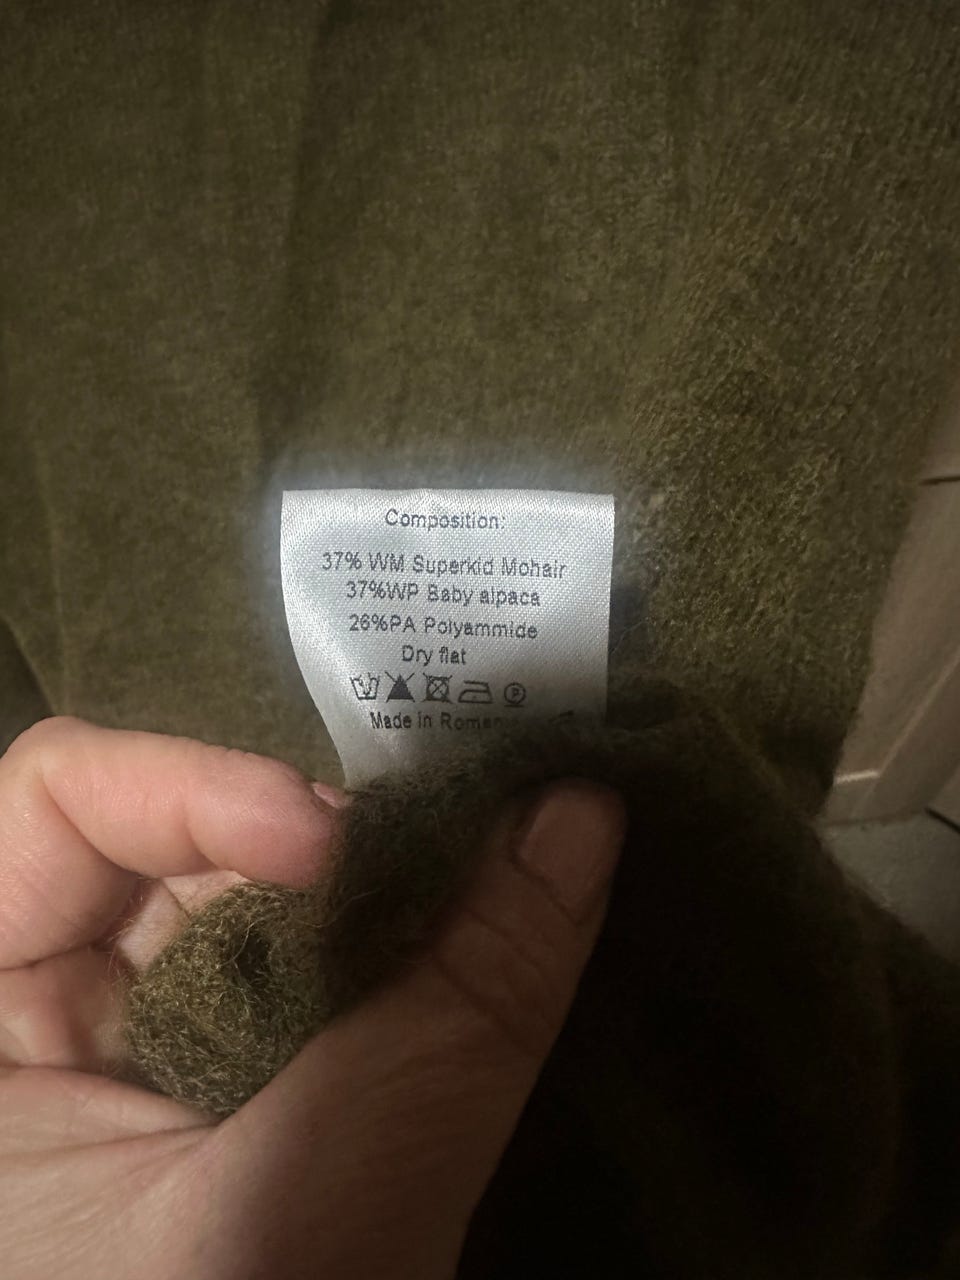 Composition:
37% WM Superkid Mohair
37%WP Baby alpaca
26%PA Polyammide
Dry flat
P
Made in